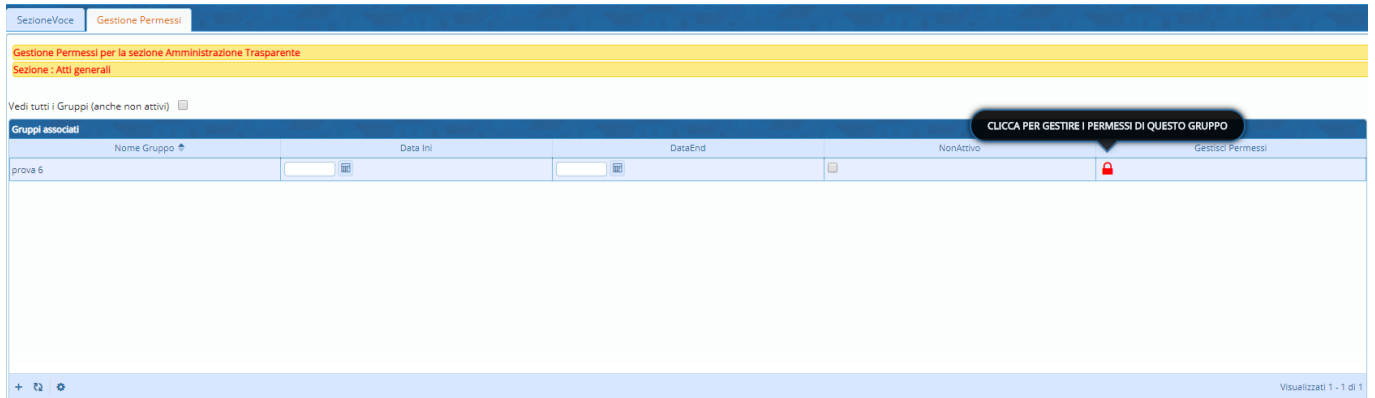 SezioneVoce Gestione Permessi
Gestione Permessi per la sezione Amministrazione Trasparente
Sezione : Atti generali
Vedi tutti i Gruppi (anche non attivi)
Gruppi associati
CLICCA PER GESTIRE I PERMESSI DI QUESTO GRUPPO
Nome Gruppo Data Ini DataEnd NonAttivo Gestisci Permessi
prova 6
Visualizzati 1 - 1 di 1